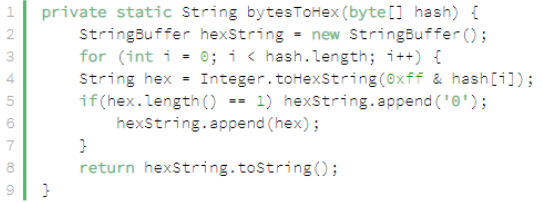 1 private static String bytesToHex(byte[] hash) {
2     StringBuffer hexString = new StringBuffer();
3     for (int i = 0; i < hash.length; i++) {
4     String hex = Integer.toHexString(0xff & hash[i]);
5     if(hex.length() == 1) hexString.append('0');
6         hexString.append(hex);
7     }
8     return hexString.toString();
9 }